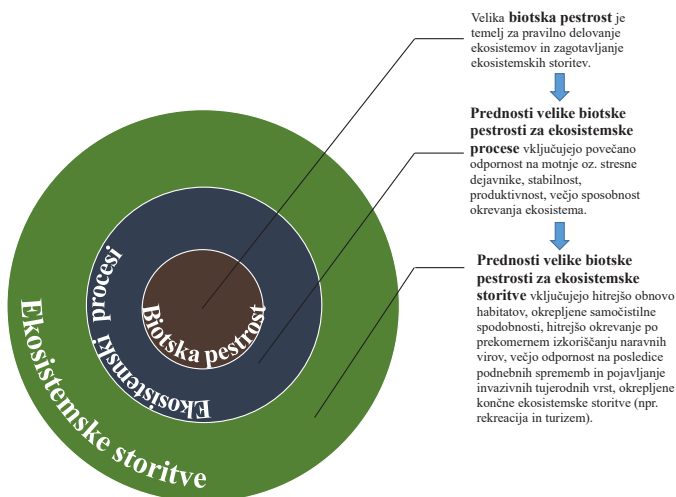 Velika biotska pestrost je
temelj za pravilno delovanje
ekosistemov in zagotavljanje
ekosistemskih storitev.
Prednosti velike biotske
pestrosti za ekosistemske
procese vključujejo povečano
odpornost na motnje oz. stresne
dejavnike, stabilnost,
produktivnost, večjo sposobnost
okrevanja ekosistema.
Prednosti velike biotske
pestrosti za ekosistemske
storitve vključujejo hitrejšo obnovo
habitatov, okrepljene samočistilne
spodobnosti, hitrejšo okrevanje po
prekomernem izkoriščanju naravnih
virov, večjo odpornost na posledice
podnebnih sprememb in pojavljanje
invazivnih tujerodnih vrst, okrepljene
končne ekosistemske storitve (npr.
rekreacija in turizem).
Biotska pestrost
Ekosistemski procesi
Ekosistemske storitve